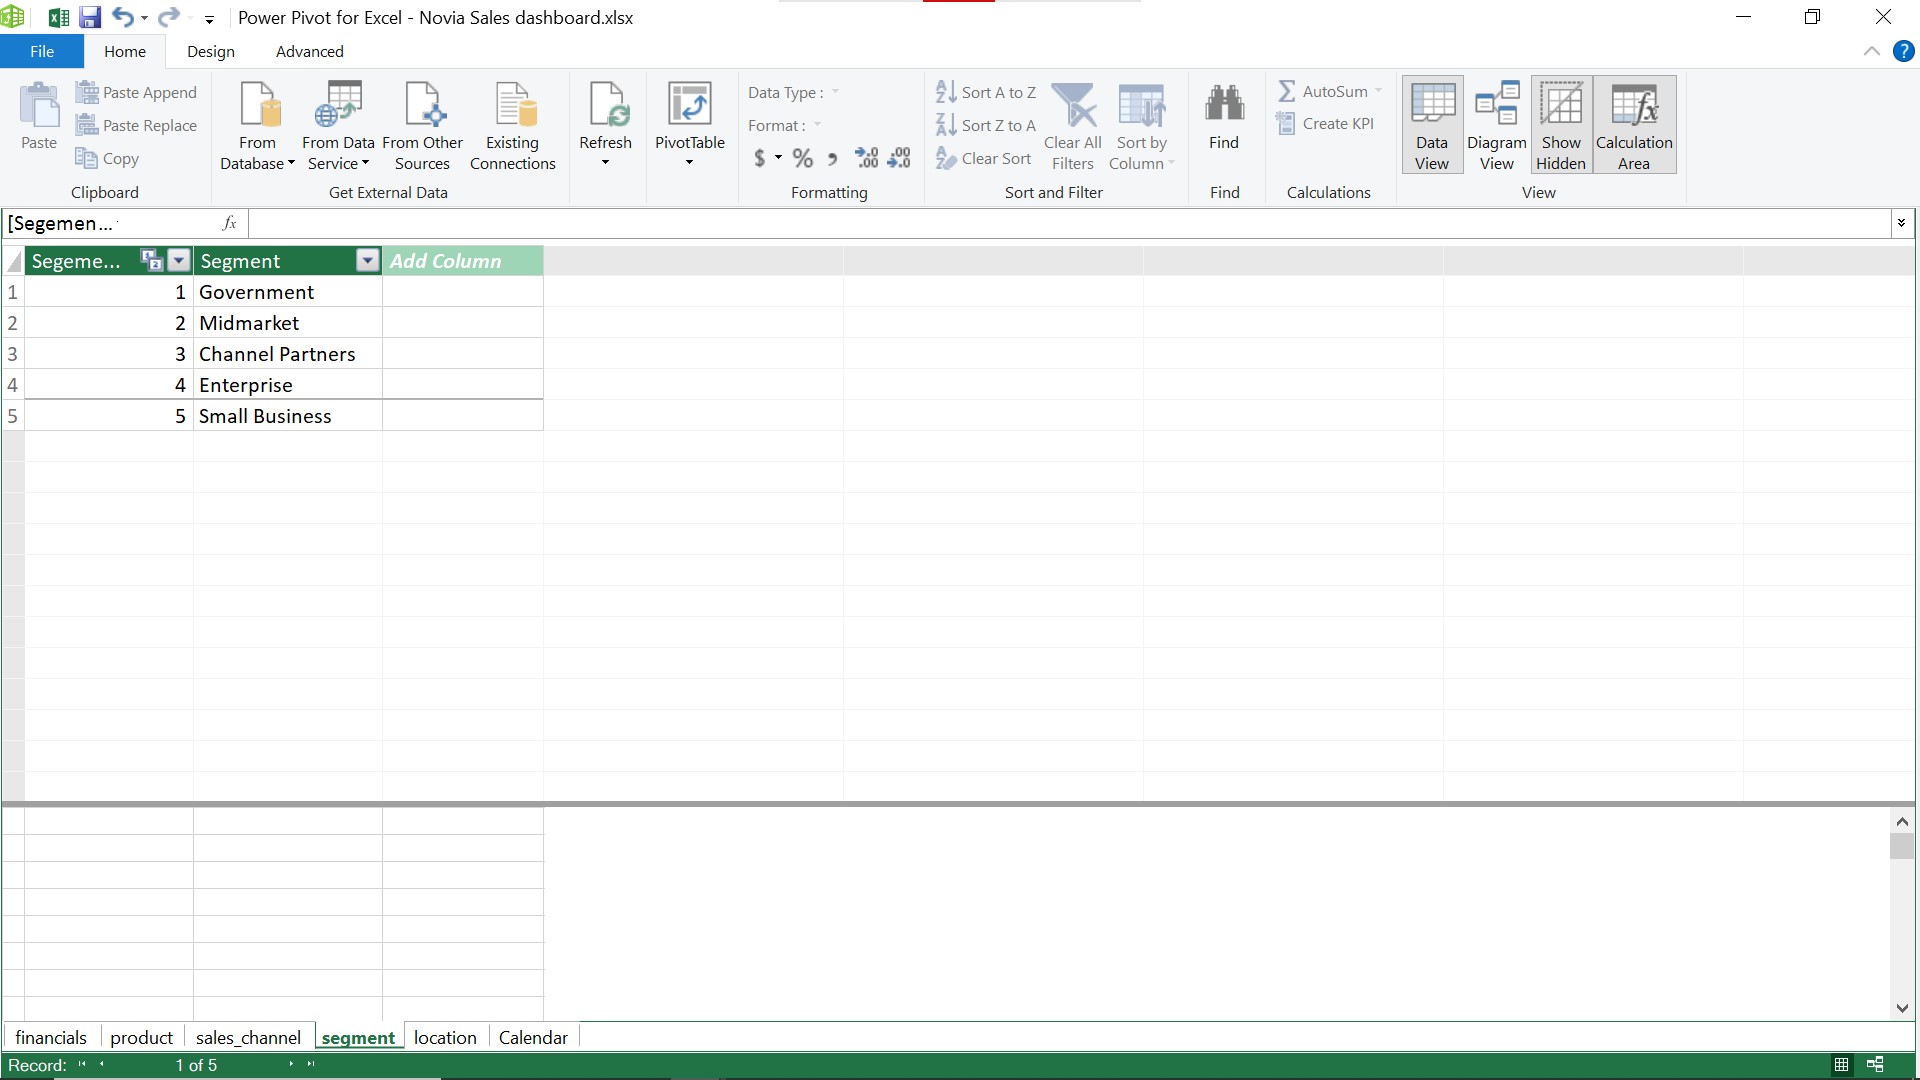 Power Pivot for Excel - Novia Sales dashboard.xlsx
File Home Design Advanced
Paste
Paste Append
Paste Replace
Copy
Clipboard
From Database
From Data Service
From Other Sources
Existing Connections
Get External Data
Refresh
PivotTable
Data Type :
Format :
$ % , .0 .00 .00 .0
Formatting
Sort A to Z
Sort Z to A
Clear Sort
Clear All Filters
Sort by Column
Sort and Filter
Find
Find
AutoSum
Create KPI
Calculations
Data View
Diagram View
Show Hidden
Calculation Area
View
[Segemen... fx
Segeme... Segment Add Column
1 1 Government
2 2 Midmarket
3 3 Channel Partners
4 4 Enterprise
5 5 Small Business
financials product sales_channel segment location Calendar
Record: 1 of 5